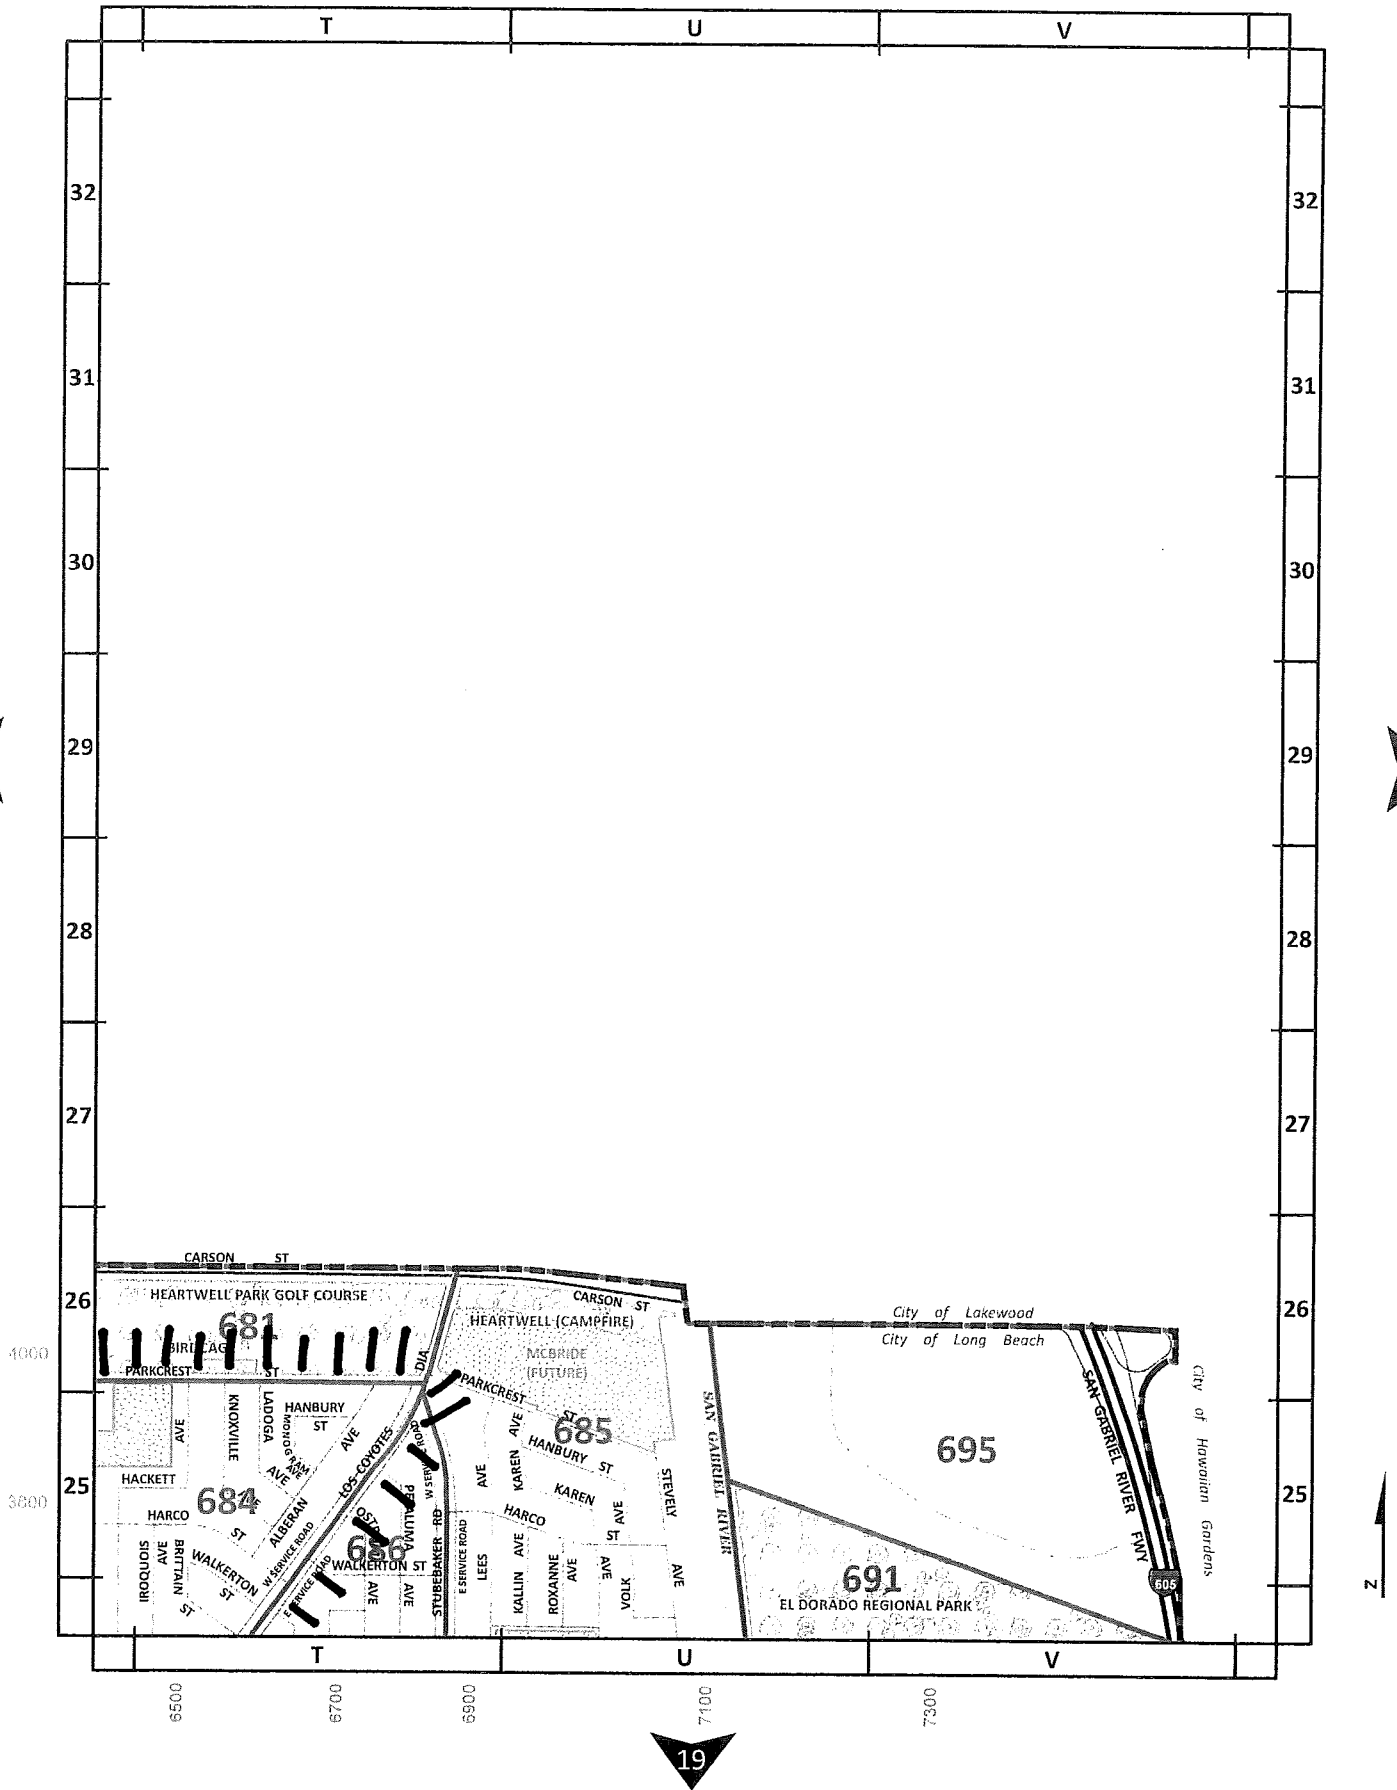 T U V
32 32
31 31
30 30
29 29
28 28
27 27
26 26
25 25
CARSON ST
HEARTWELL PARK GOLF COURSE
681
PARKCREST ST
4000
3800
CARSON ST
HEARTWELL (CAMPFIRE)
MCBRIDE
(FUTURE)
City of Lakewood
City of Long Beach
City of Hawaiian Gardens
DIA
PARKCREST
ST
685
HANBURY ST
KAREN AVE
KAREN
AVE
HARCO
ST
STEVELY
AVE
SAN GABRIEL RIVER
695
SAN GABRIEL RIVER FWY
605
691
EL DORADO REGIONAL PARK
KNOXVILLE
AVE
LADOGA
AVE
MONOGRAM
AVE
HANBURY
ST
AVE
ALBERAN
LOS COYOTES
HACKETT
684
HARCO
ST
WALKERTON
ST
ST
IROQUOIS
AVE
BRITTAIN
W SERVICE ROAD
686
WALKERTON ST
AVE
AVE
STUDEBAKER RD
E SERVICE ROAD
LEES
AVE
KALLIN AVE
ROXANNE
AVE
AVE
VOLK
T U V
6500 6700 6900 7100 7300
Z
19